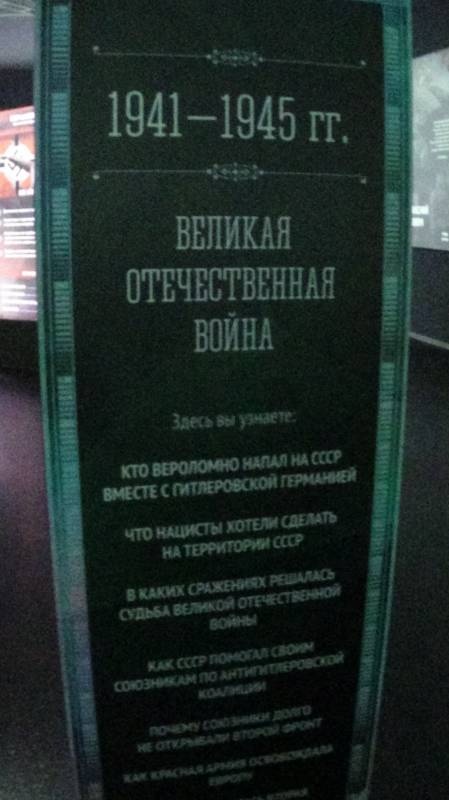 1941–1945 гг.
ВЕЛИКАЯ
ОТЕЧЕСТВЕННАЯ
ВОЙНА
Здесь вы узнаете:
КТО ВЕРОЛОМНО НАПАЛ НА СССР
ВМЕСТЕ С ГИТЛЕРОВСКОЙ ГЕРМАНИЕЙ
ЧТО НАЦИСТЫ ХОТЕЛИ СДЕЛАТЬ
НА ТЕРРИТОРИИ СССР
В КАКИХ СРАЖЕНИЯХ РЕШАЛАСЬ
СУДЬБА ВЕЛИКОЙ ОТЕЧЕСТВЕННОЙ
ВОЙНЫ
КАК СССР ПОМОГАЛ СВОИМ
СОЮЗНИКАМ ПО АНТИГИТЛЕРОВСКОЙ
КОАЛИЦИИ
ПОЧЕМУ СОЮЗНИКИ ДОЛГО
НЕ ОТКРЫВАЛИ ВТОРОЙ ФРОНТ
КАК КРАСНАЯ АРМИЯ ОСВОБОЖДАЛА
ЕВРОПУ
ВТОРАЯ